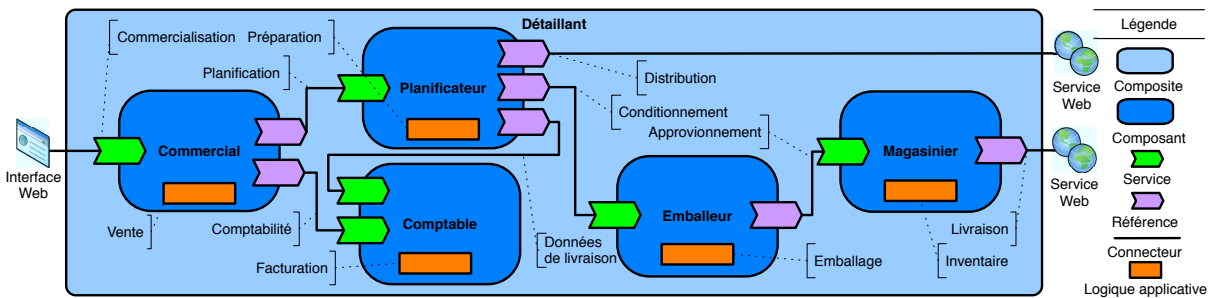 Détaillant
Commercialisation
Préparation
Planification
Planificateur
Distribution
Conditionnement
Approvionnement
Commercial
Magasinier
Interface
Web
Comptable
Emballeur
Vente
Comptabilité
Facturation
Données
de livraison
Emballage
Inventaire
Livraison
Service
Web
Service
Web
Légende
Composite
Composant
Service
Référence
Connecteur
Logique applicative